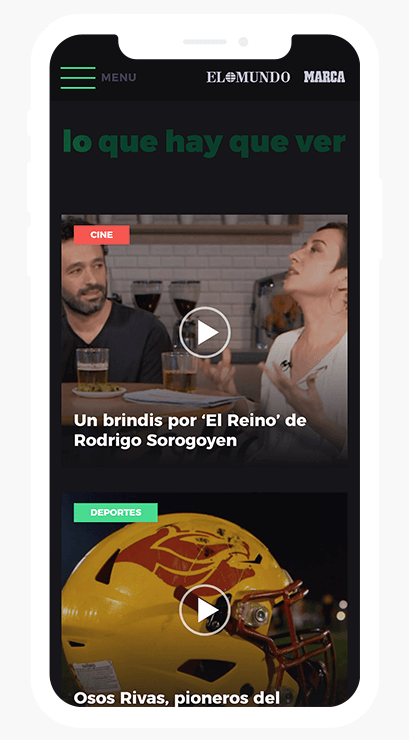 MENU
EL MUNDO
MARCA
lo que hay que ver
CINE
Un brindis por ‘El Reino’ de
Rodrigo Sorogoyen
DEPORTES
Osos Rivas, pioneros del